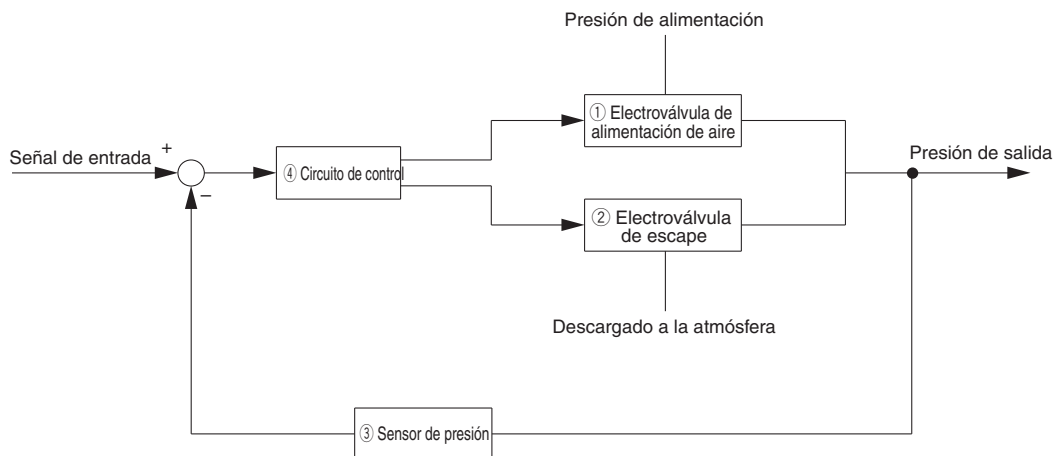 Presión de alimentación
① Electroválvula de
alimentación de aire
Señal de entrada
+
−
④ Circuito de control
Presión de salida
② Electroválvula
de escape
Descargado a la atmósfera
③ Sensor de presión